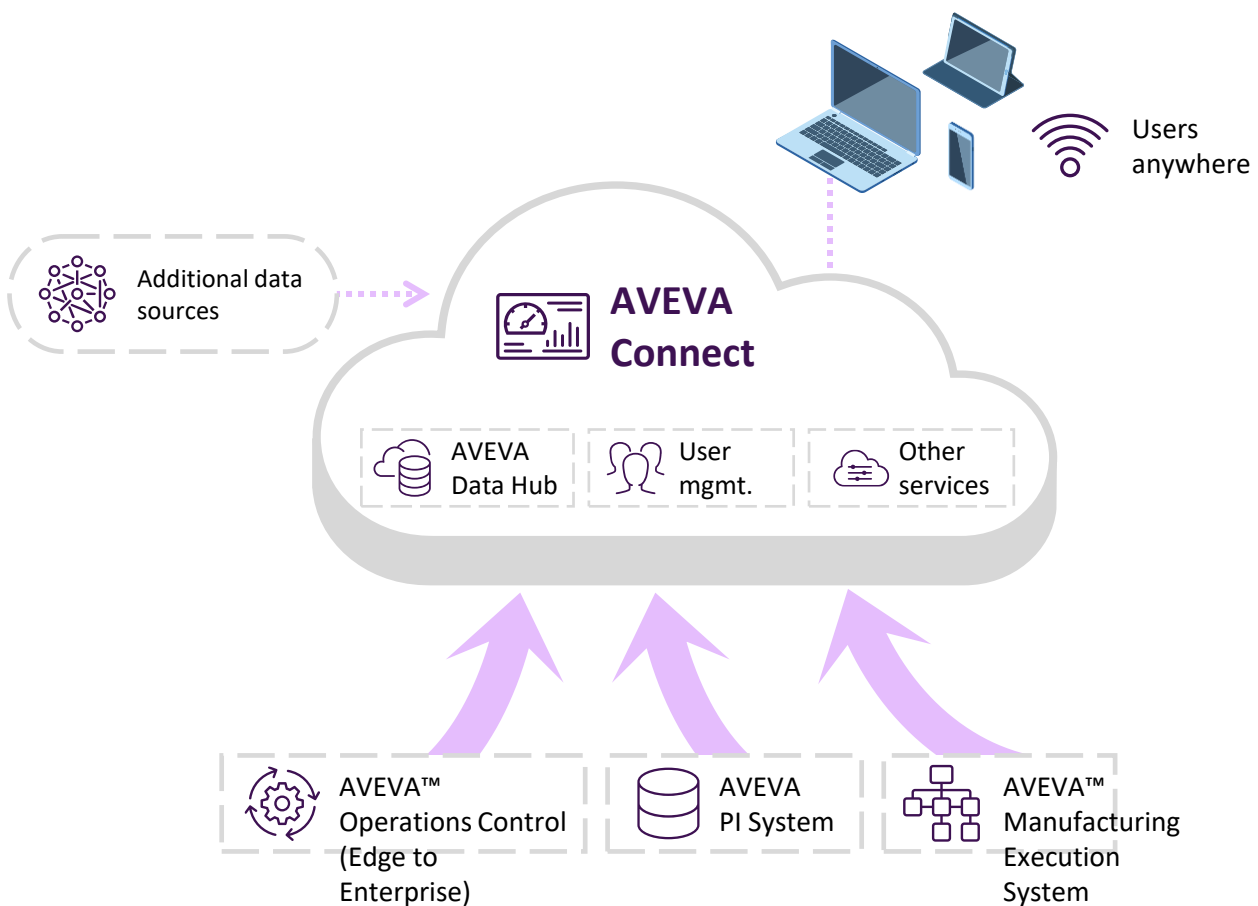 Users
anywhere
Additional data
sources
AVEVA
Connect
AVEVA
Data Hub
User
mgmt.
Other
services
AVEVA™
Operations Control
(Edge to
Enterprise)
AVEVA
PI System
AVEVA™
Manufacturing
Execution
System